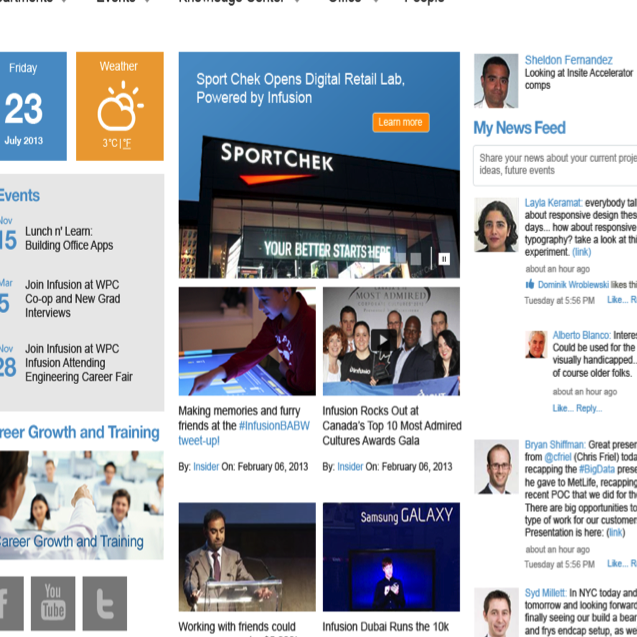 Events
Knowledge Center
Office
People
Friday
23
July 2013
Weather
3°C | °F
Events
Nov
15
Lunch n' Learn:
Building Office Apps
Mar
5
Join Infusion at WPC
Co-op and New Grad
Interviews
Nov
28
Join Infusion at WPC
Infusion Attending
Engineering Career Fair
reer Growth and Training
Career Growth and Training
f
You
Tube
t
Sport Chek Opens Digital Retail Lab,
Powered by Infusion
Learn more
SPORTCHEK
YOUR BETTER STARTS HERE
MOST ADMIRED
Making memories and furry
friends at the #InfusionBABW
tweet-up!
By: Insider On: February 06, 2013
Infusion Rocks Out at
Canada's Top 10 Most Admired
Cultures Awards Gala
By: Insider On: February 06, 2013
Samsung GALAXY
Working with friends could
Infusion Dubai Runs the 10k
Sheldon Fernandez
Looking at Insite Accelerator
comps
My News Feed
Share your news about your current proje
ideas, future events
Layla Keramat: everybody tal
about responsive design thes
days... how about responsive
typography? take a look at thi
experiment. (link)
about an hour ago
Dominik Wroblewski likes thi
Tuesday at 5:56 PM Like... R
Alberto Blanco: Interes
Could be used for the
visually handicapped..
of course older folks.
about an hour ago
Like... Reply...
Bryan Shiffman: Great presen
from @cfriel (Chris Friel) toda
recapping the #BigData prese
he gave to MetLife, recapping
recent POC that we did for th
There are big opportunities to
type of work for our customer
Presentation is here: (link)
about an hour ago
Tuesday at 5:56 PM Like... R
Syd Millett: In NYC today and
tomorrow and looking forward
finally seeing our build a bea
and frys endcap setup, as we